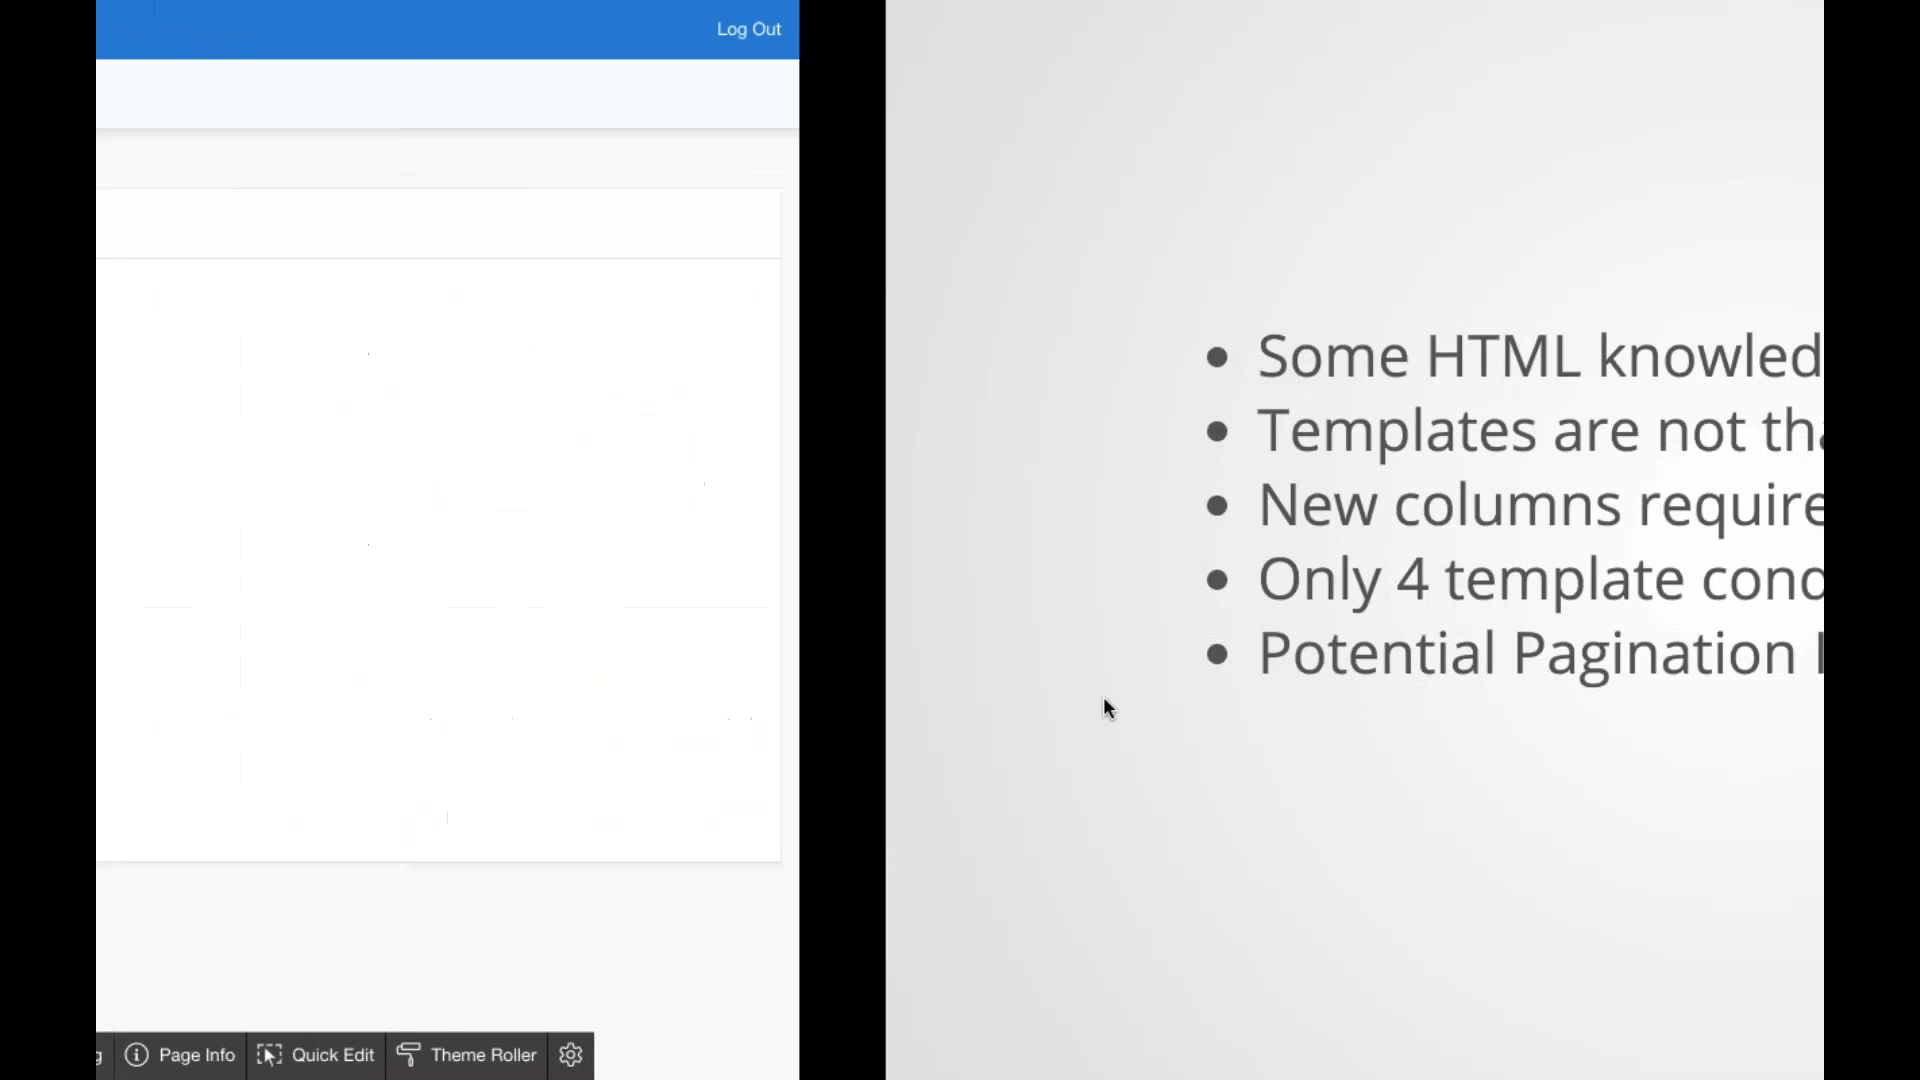 Log Out
• Some HTML knowled
• Templates are not tha
• New columns require
• Only 4 template cond
• Potential Pagination
g Page Info Quick Edit Theme Roller